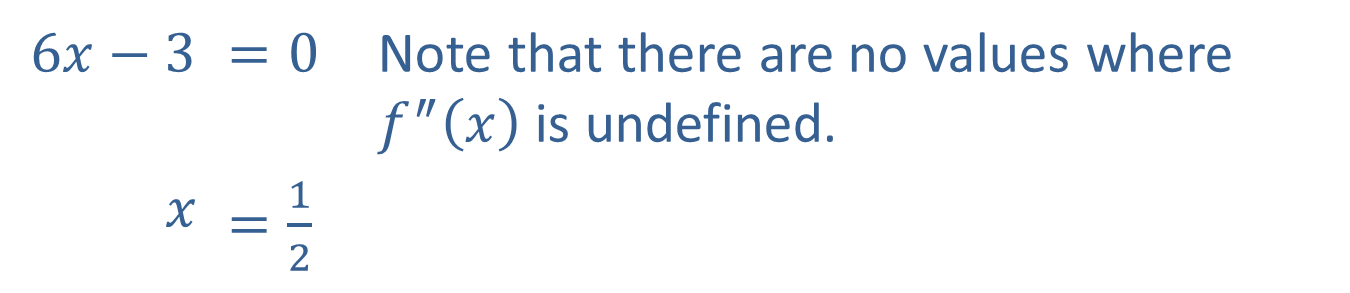 6x − 3 = 0 Note that there are no values where
f″(x) is undefined.
x = 1/2